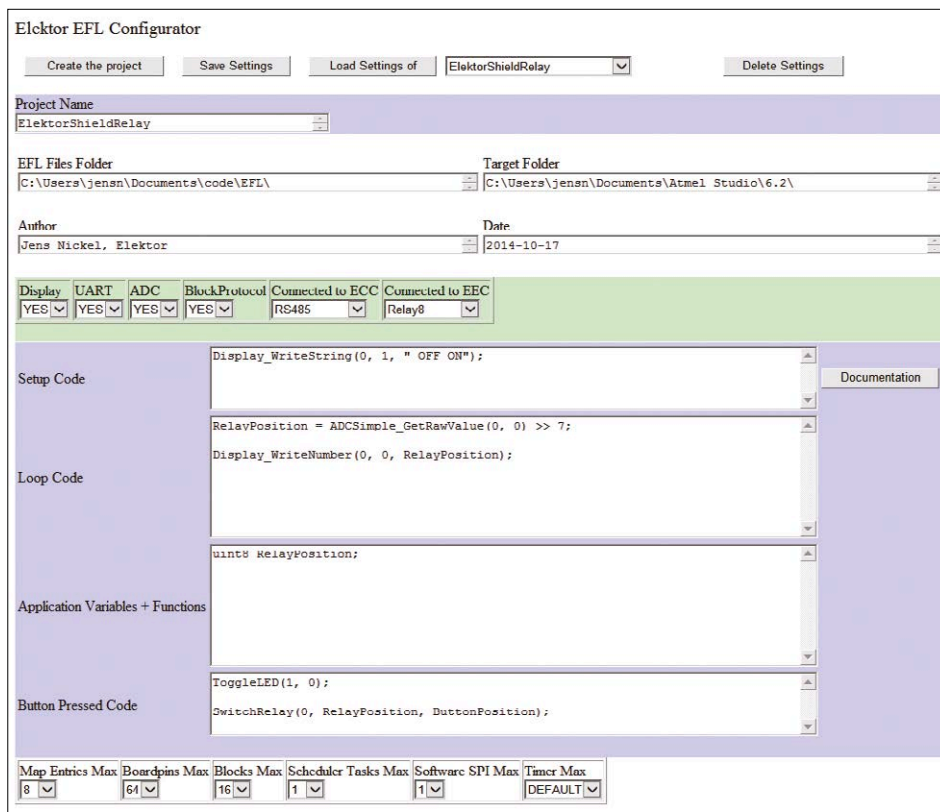 Elektor EFL Configurator
Create the project Save Settings Load Settings of ElektorShieldRelay Delete Settings
Project Name
ElektorShieldRelay
EFL Files Folder Target Folder
C:\Users\jensn\Documents\code\EFL\ C:\Users\jensn\Documents\Atmel Studio\6.2\
Author Date
Jens Nickel, Elektor 2014-10-17
Display UART ADC BlockProtocol Connected to ECC Connected to EEC
YES YES YES YES RS485 Relay8
Display_WriteString(0, 1, " OFF ON");
Setup Code Documentation
RelayPosition = ADCSimple_GetRawValue(0, 0) >> 7;
Display_WriteNumber(0, 0, RelayPosition);
Loop Code
uint8 RelayPosition;
Application Variables + Functions
ToggleLED(1, 0);
Button Pressed Code
SwitchRelay(0, RelayPosition, ButtonPosition);
Map Entries Max Boardpins Max Blocks Max Scheduler Tasks Max Software SPI Max Timer Max
8 64 16 1 1 DEFAULT